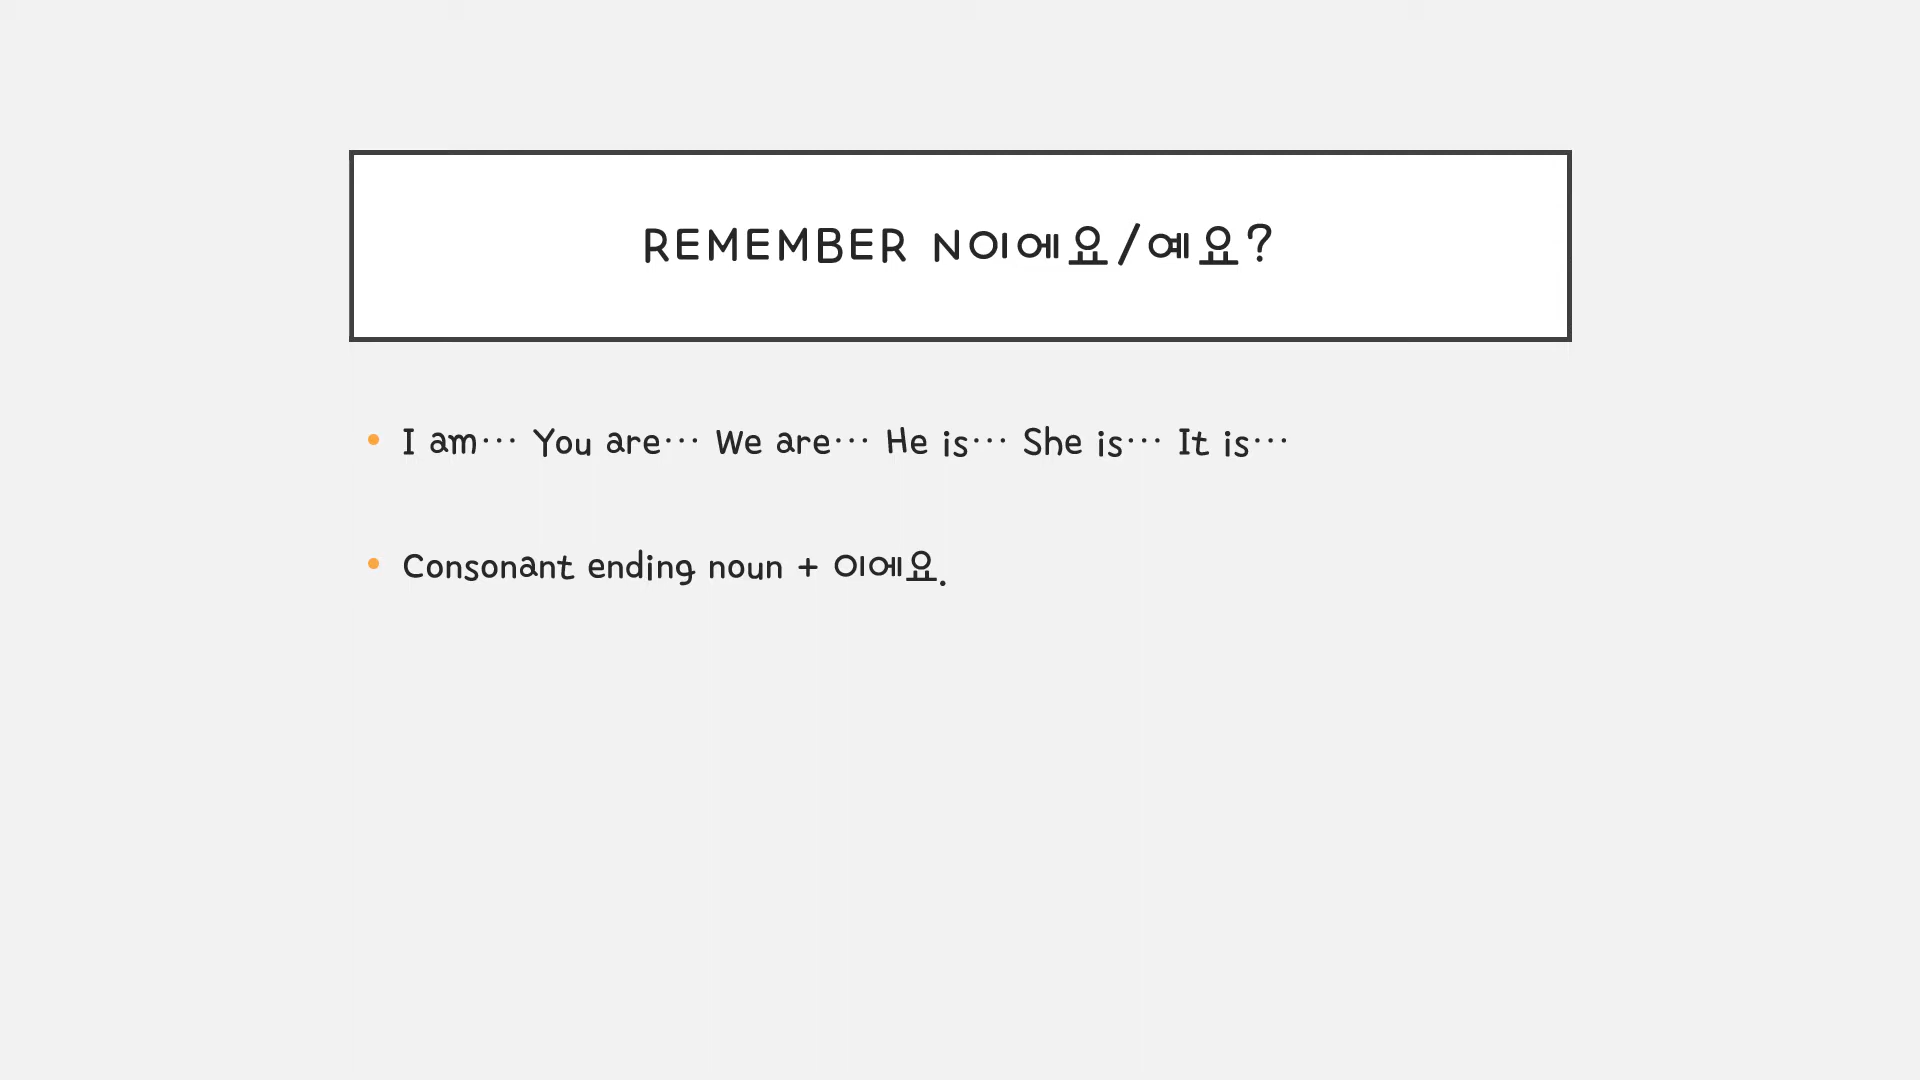 REMEMBER N이에요/예요?
• I am… You are… We are… He is… She is… It is…
• Consonant ending noun + 이에요.